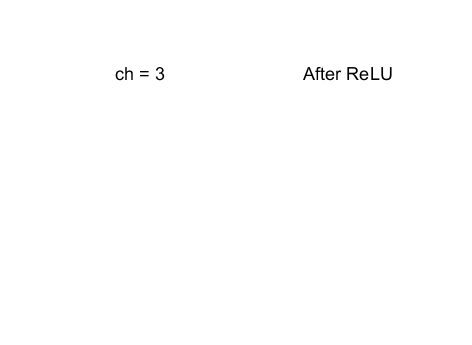 ch = 3 After ReLU